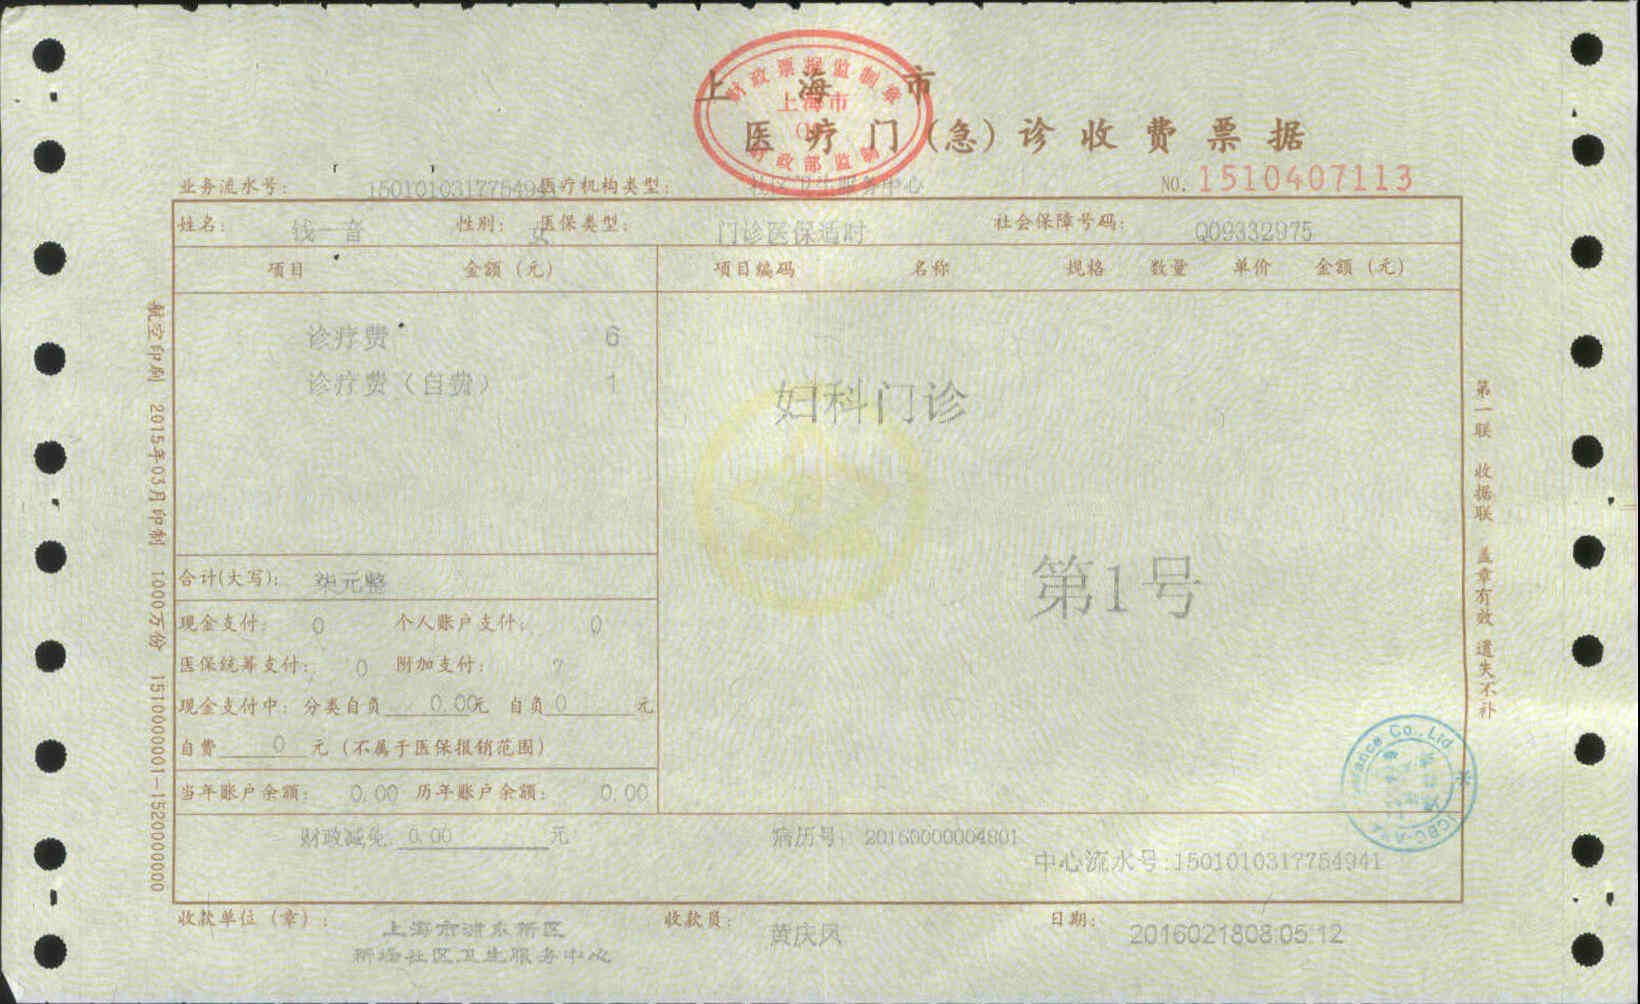 上海市
医疗门(急)诊收费票据
财政票据监制章
上海市
财政部监制
业务流水号: 1501010317754941 医疗机构类型: 社区卫生服务中心 NO. 1510407113
姓名: 钱一音 性别: 女 医保类型: 门诊医保适时 社会保障号码: Q09332975
项目 金额(元) 项目编码 名称 规格 数量 单价 金额(元)
诊疗费 6
诊疗费(自费) 1
妇科门诊
第1号
合计(大写): 柒元整
现金支付: 0 个人账户支付: 0
医保统筹支付: 0 附加支付: 7
现金支付中: 分类自负 0.00元 自负 0 元
自费 0 元(不属于医保报销范围)
当年账户余额: 0.00 历年账户余额: 0.00
财政减免: 0.00 元 病历号: 20160000004801
中心流水号:1501010317754941
收款单位(章): 上海市浦东新区 收款员: 黄庆凤 日期: 2016021808:05:12
社区卫生服务中心
航空印刷 2015年03月印制 1000万份 1510000001-1520000000
第一联 收据联 盖章有效 遗失不补
Co., Ltd